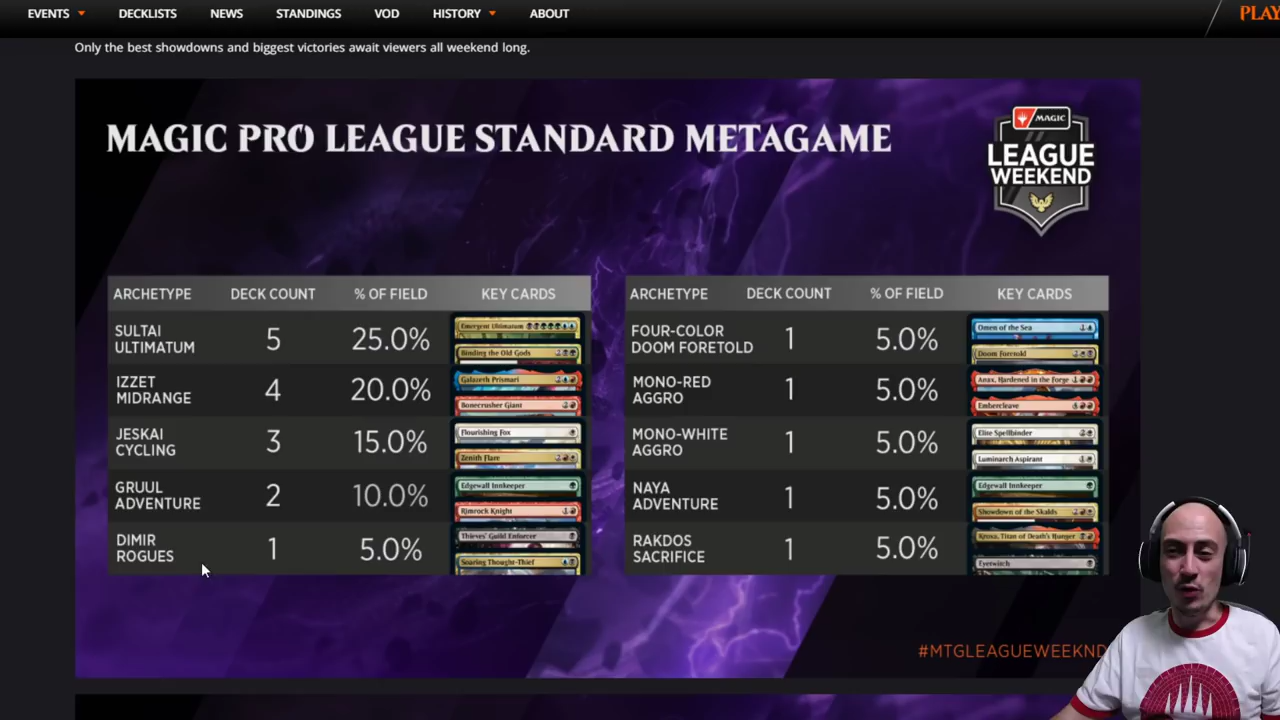 EVENTS DECKLISTS NEWS STANDINGS VOD HISTORY ABOUT
PLAY
Only the best showdowns and biggest victories await viewers all weekend long.
MAGIC PRO LEAGUE STANDARD METAGAME
MAGIC
LEAGUE
WEEKEND
ARCHETYPE DECK COUNT % OF FIELD KEY CARDS
SULTAI ULTIMATUM 5 25.0%
Emergent Ultimatum
Binding the Old Gods
IZZET MIDRANGE 4 20.0%
Galazeth Prismari
Bonecrusher Giant
JESKAI CYCLING 3 15.0%
Flourishing Fox
Zenith Flare
GRUUL ADVENTURE 2 10.0%
Edgewall Innkeeper
Rimrock Knight
DIMIR ROGUES 1 5.0%
Thieves' Guild Enforcer
Soaring Thought-Thief
ARCHETYPE DECK COUNT % OF FIELD KEY CARDS
FOUR-COLOR DOOM FORETOLD 1 5.0%
Omen of the Sea
Doom Foretold
MONO-RED AGGRO 1 5.0%
Anax, Hardened in the Forge
Embercleave
MONO-WHITE AGGRO 1 5.0%
Elite Spellbinder
Luminarch Aspirant
NAYA ADVENTURE 1 5.0%
Edgewall Innkeeper
Showdown of the Skalds
RAKDOS SACRIFICE 1 5.0%
Kroxa, Titan of Death's Hunger
Eyetwitch
#MTGLEAGUEWEEKND